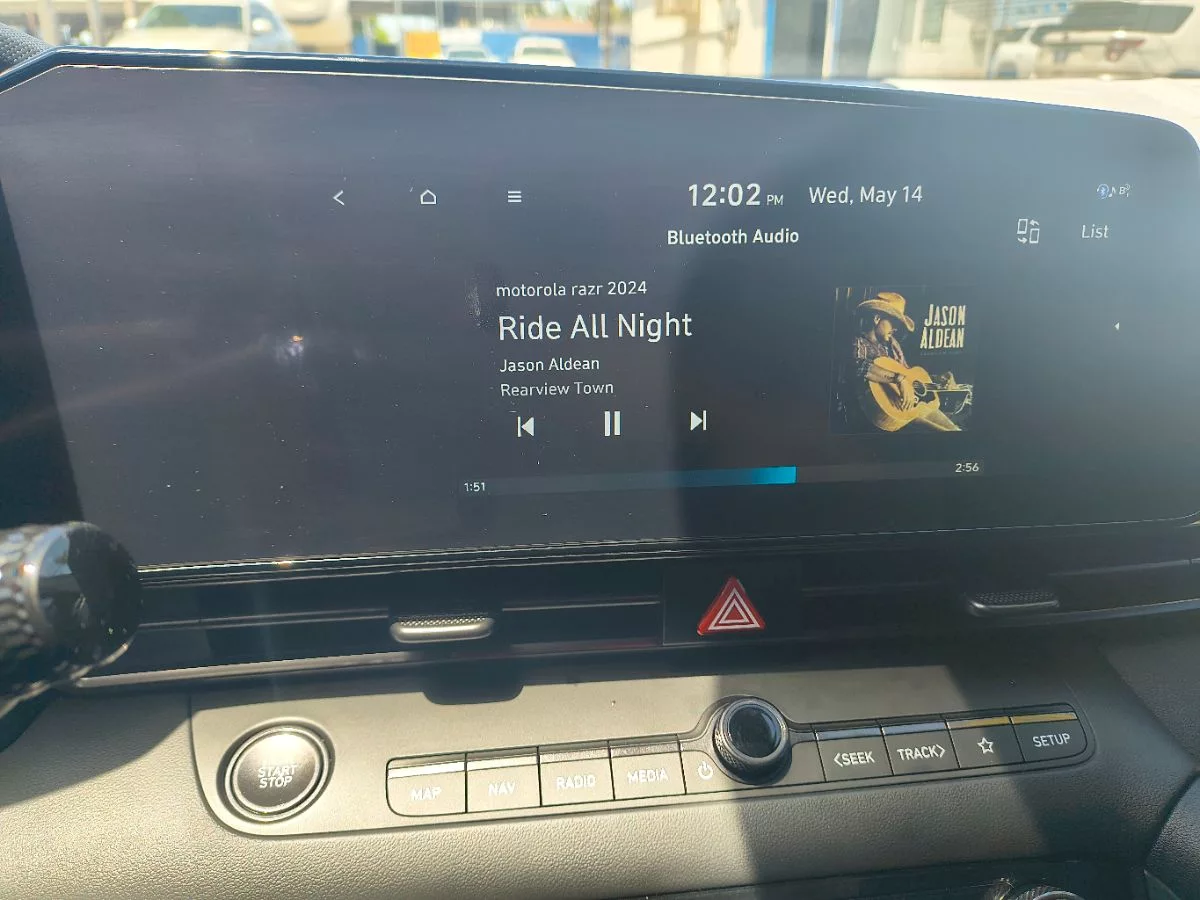 12:02 PM Wed, May 14
Bluetooth Audio
List
motorola razr 2024
Ride All Night
Jason Aldean
Rearview Town
JASON
ALDEAN
1:51
2:56
START
STOP
MAP
NAV
RADIO
MEDIA
<SEEK
TRACK>
SETUP